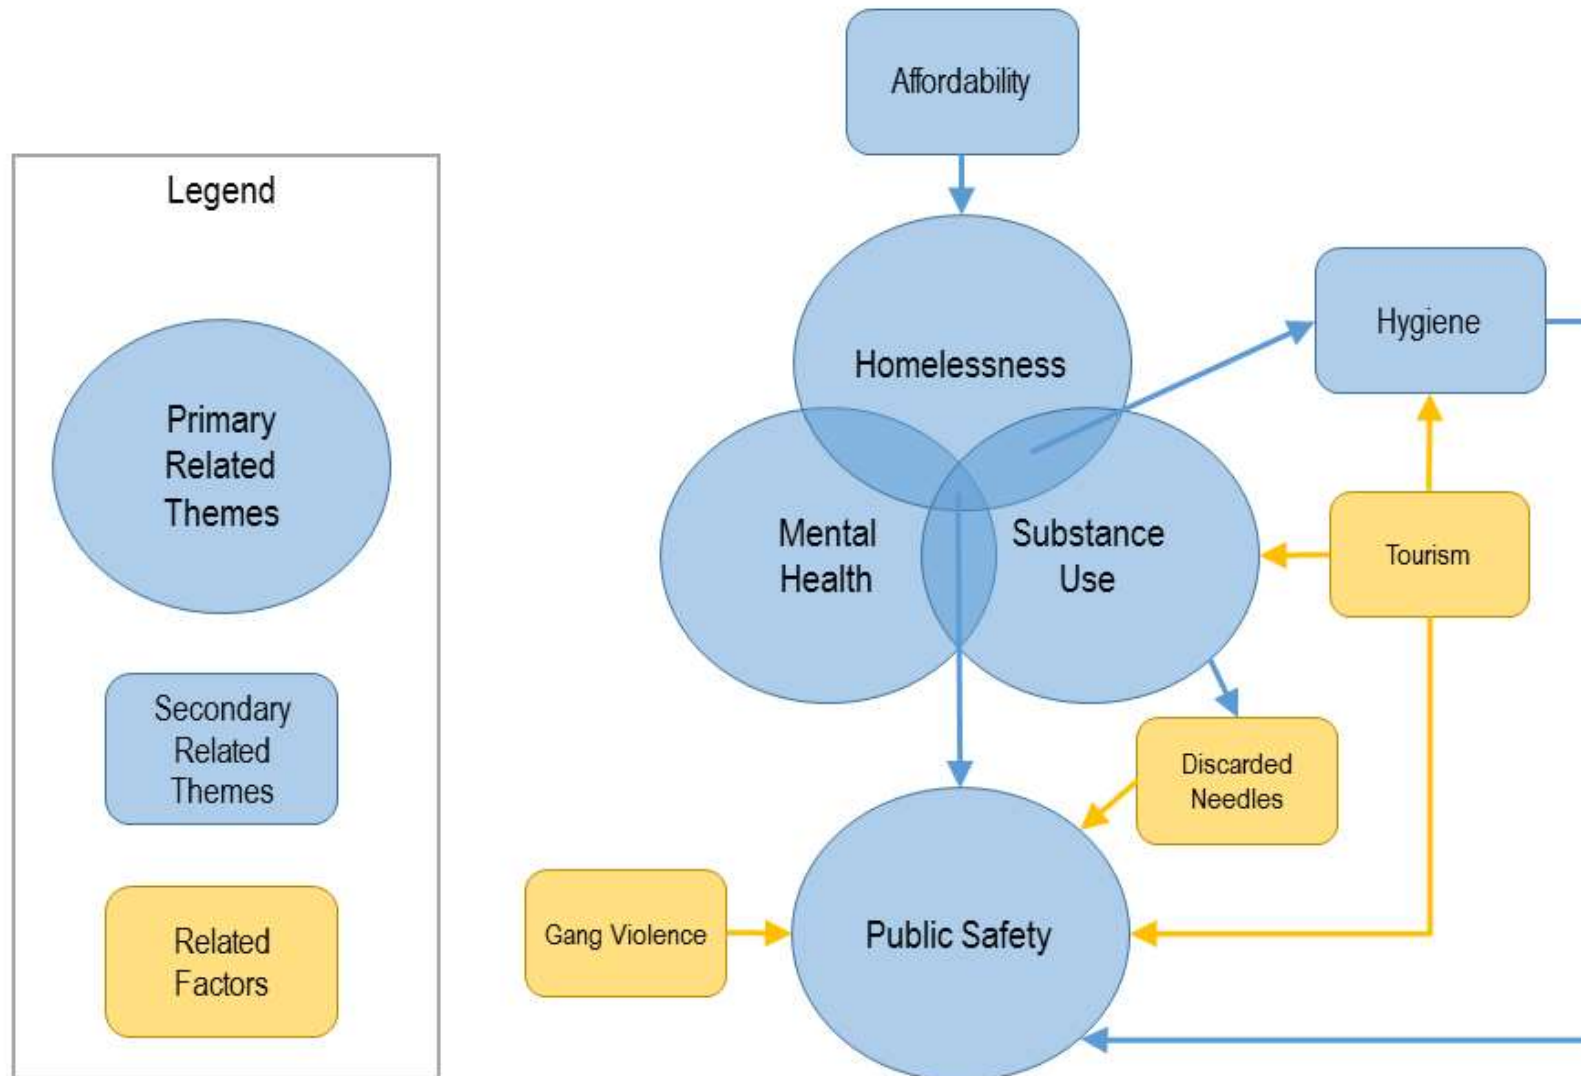 Affordability
Legend
Homelessness
Hygiene
Primary
Related
Themes
Mental
Health
Substance
Use
Tourism
Secondary
Related
Themes
Discarded
Needles
Related
Factors
Gang Violence
Public Safety